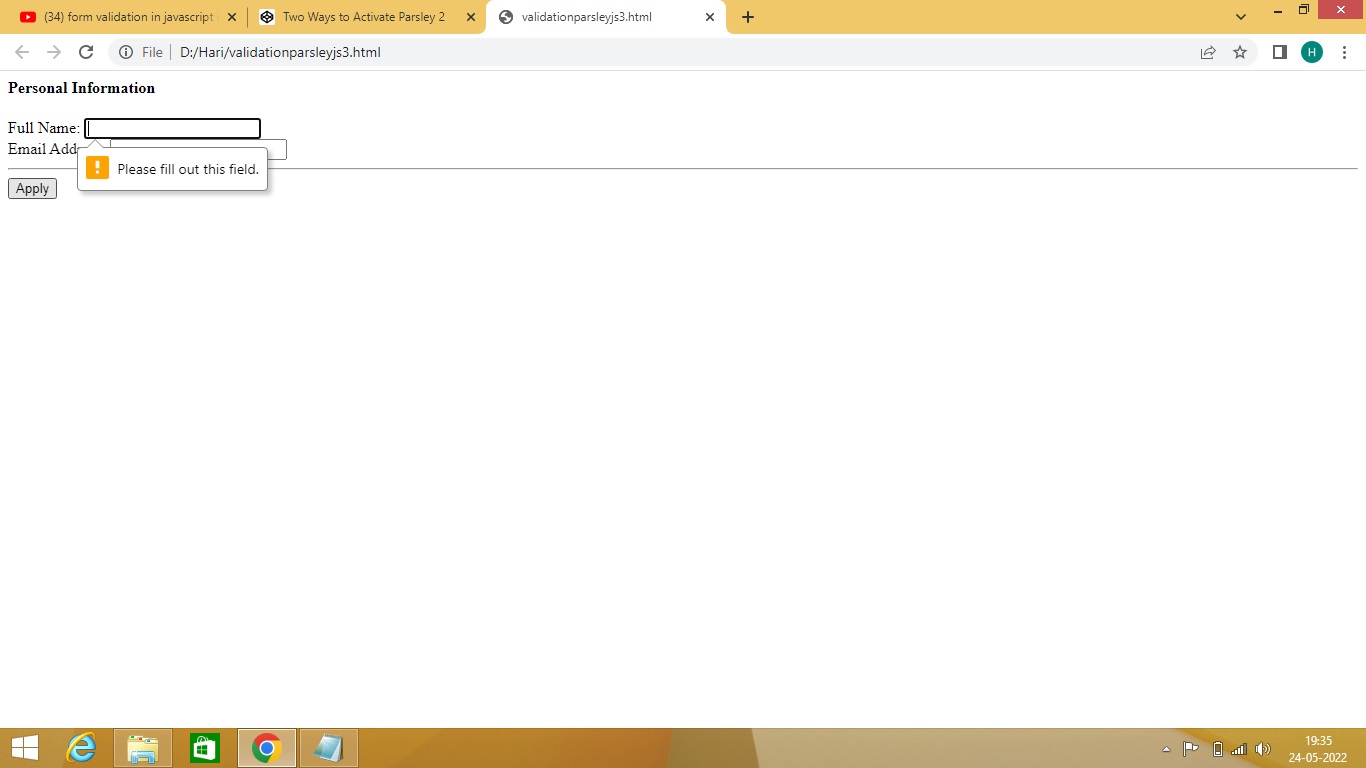 (34) form validation in javascript
Two Ways to Activate Parsley 2
validationparsleyjs3.html
File
D:/Hari/validationparsleyjs3.html
H
Personal Information
Full Name:
Email Add
Please fill out this field.
Apply
19:35
24-05-2022